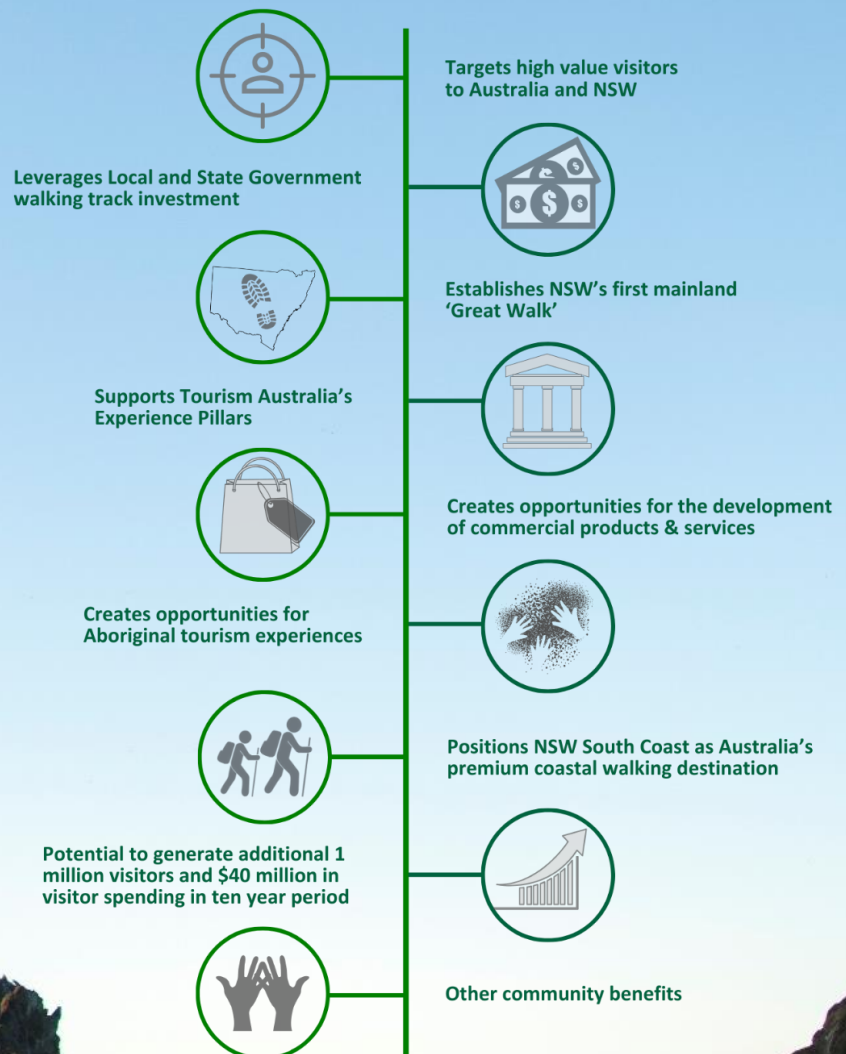 Targets high value visitors
to Australia and NSW
Leverages Local and State Government
walking track investment
Establishes NSW's first mainland
'Great Walk'
Supports Tourism Australia's
Experience Pillars
Creates opportunities for the development
of commercial products & services
Creates opportunities for
Aboriginal tourism experiences
Positions NSW South Coast as Australia's
premium coastal walking destination
Potential to generate additional 1
million visitors and $40 million in
visitor spending in ten year period
Other community benefits